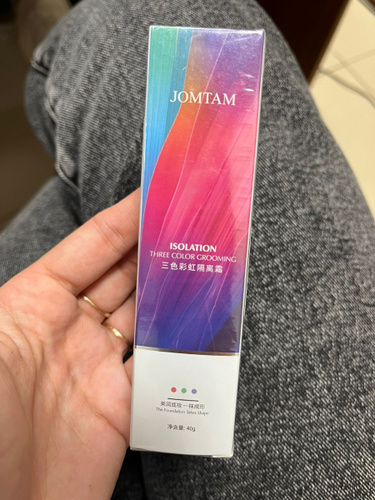 JOMTAM
ISOLATION
THREE COLOR GROOMING
三色彩虹隔离霜
The Foundation Takes Shape
净含量: 40g